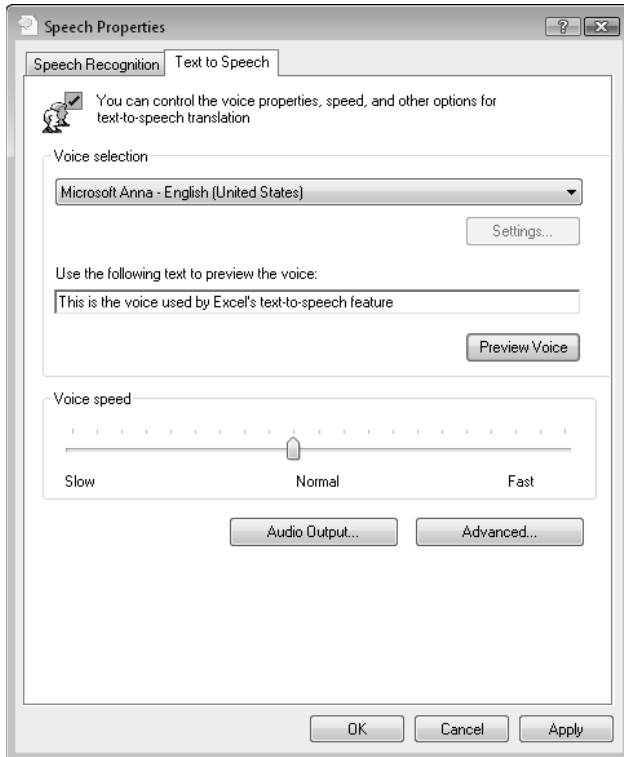 Speech Properties
Speech Recognition
Text to Speech
You can control the voice properties, speed, and other options for
text-to-speech translation
Voice selection
Microsoft Anna - English (United States)
Settings...
Use the following text to preview the voice:
This is the voice used by Excel's text-to-speech feature
Preview Voice
Voice speed
Slow Normal Fast
Audio Output... Advanced...
OK Cancel Apply